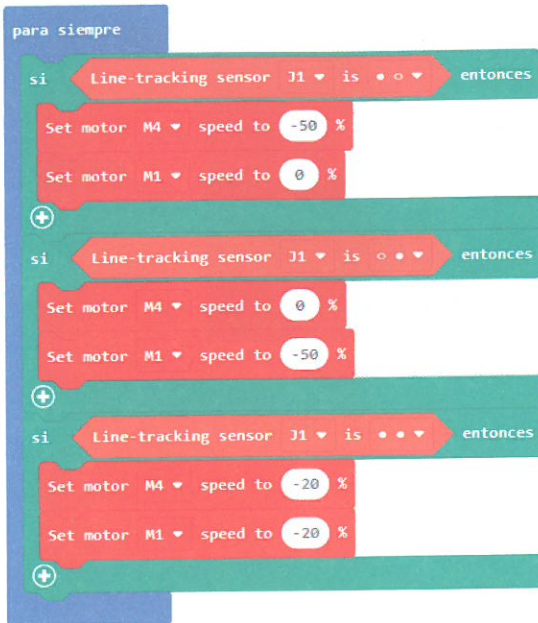 para siempre
si Line-tracking sensor J1 is ● ○ entonces
Set motor M4 speed to -50 %
Set motor M1 speed to 0 %
si Line-tracking sensor J1 is ○ ● entonces
Set motor M4 speed to 0 %
Set motor M1 speed to -50 %
si Line-tracking sensor J1 is ● ● entonces
Set motor M4 speed to -20 %
Set motor M1 speed to -20 %